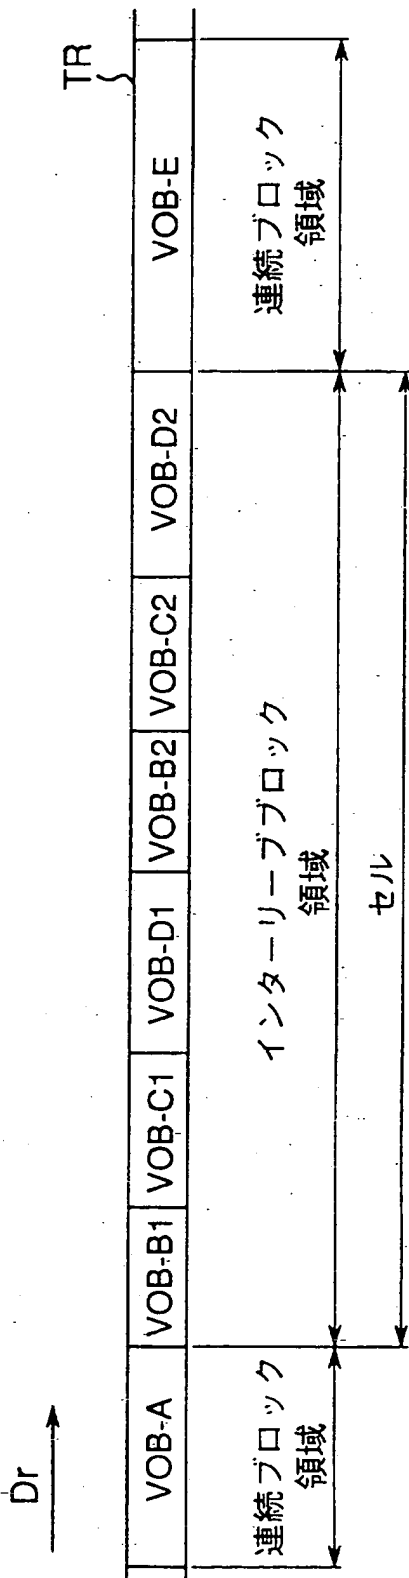 Dr
TR
VOB-A
VOB-B1
VOB-C1
VOB-D1
VOB-B2
VOB-C2
VOB-D2
VOB-E
連続ブロック
領域
インターリーブブロック
領域
連続ブロック
領域
セル